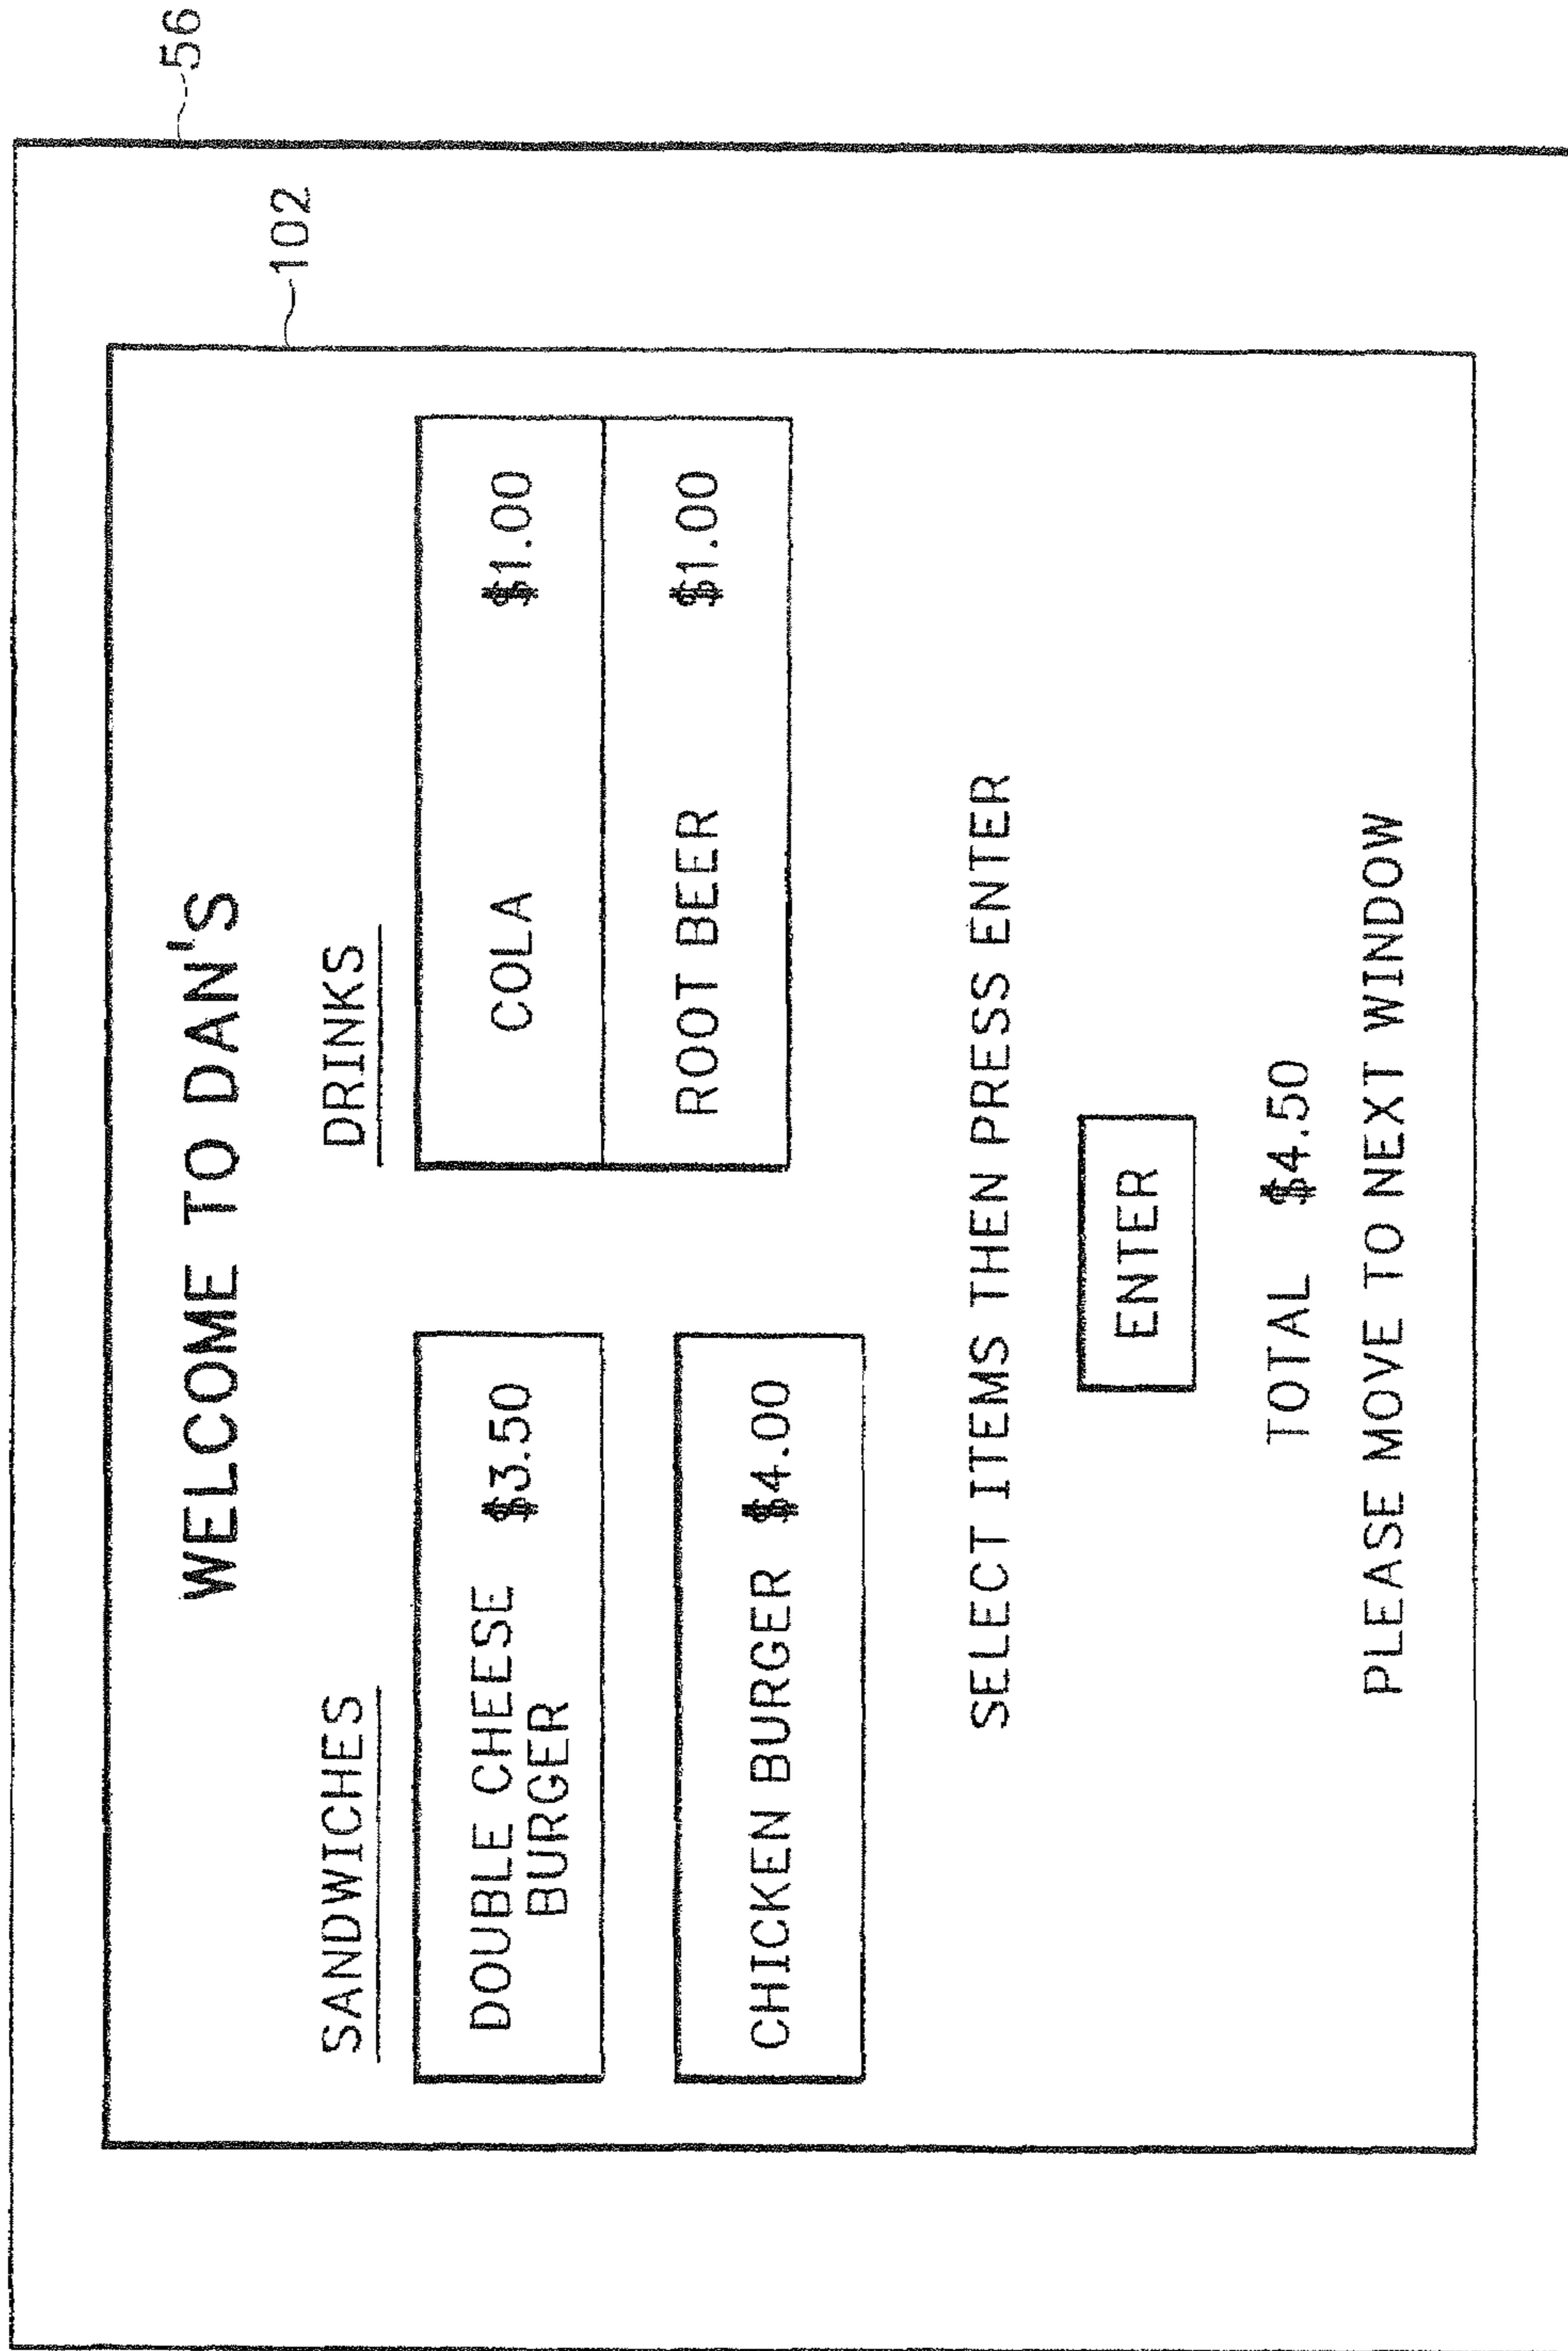 56
102
WELCOME TO DAN'S
SANDWICHES
DOUBLE CHEESE
BURGER
$3.50
CHICKEN BURGER $4.00
DRINKS
COLA $1.00
ROOT BEER $1.00
SELECT ITEMS THEN PRESS ENTER
ENTER
TOTAL $4.50
PLEASE MOVE TO NEXT WINDOW